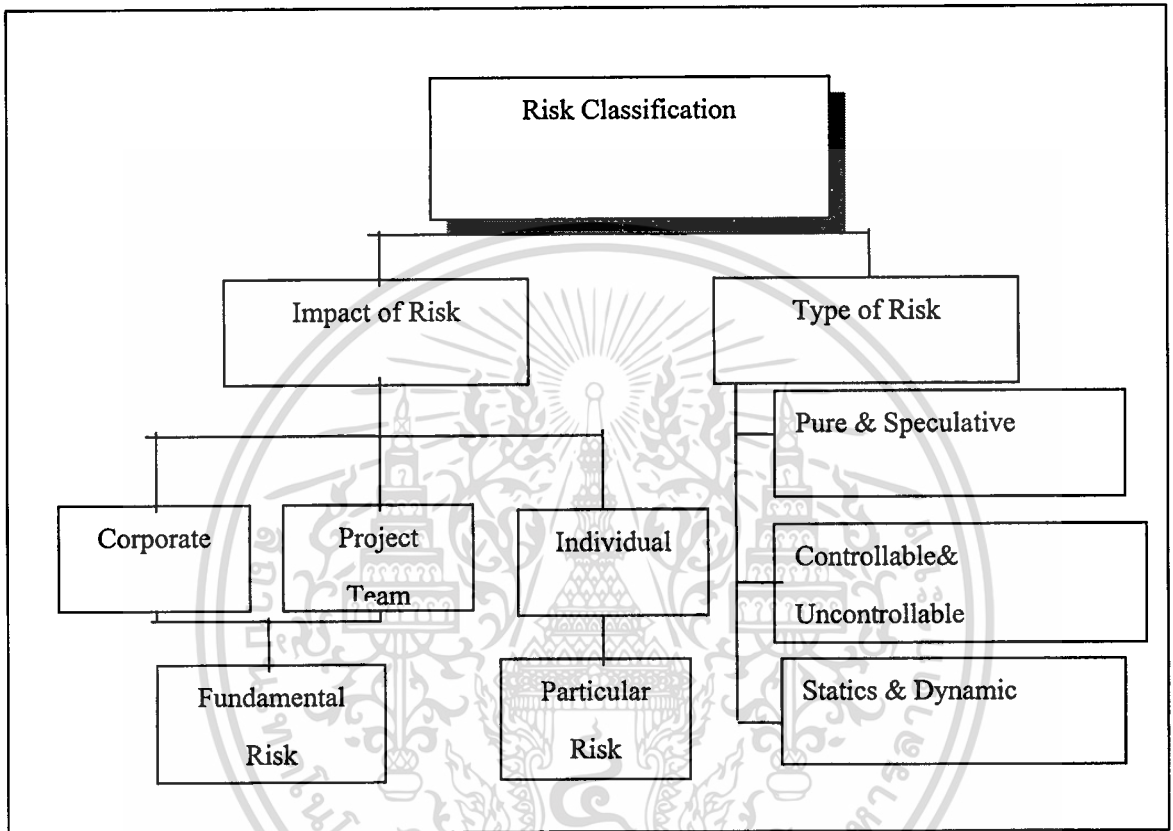 Risk Classification
Impact of Risk
Type of Risk
Pure & Speculative
Corporate
Project
Team
Individual
Controllable&
Uncontrollable
Fundamental
Risk
Particular
Risk
Statics & Dynamic